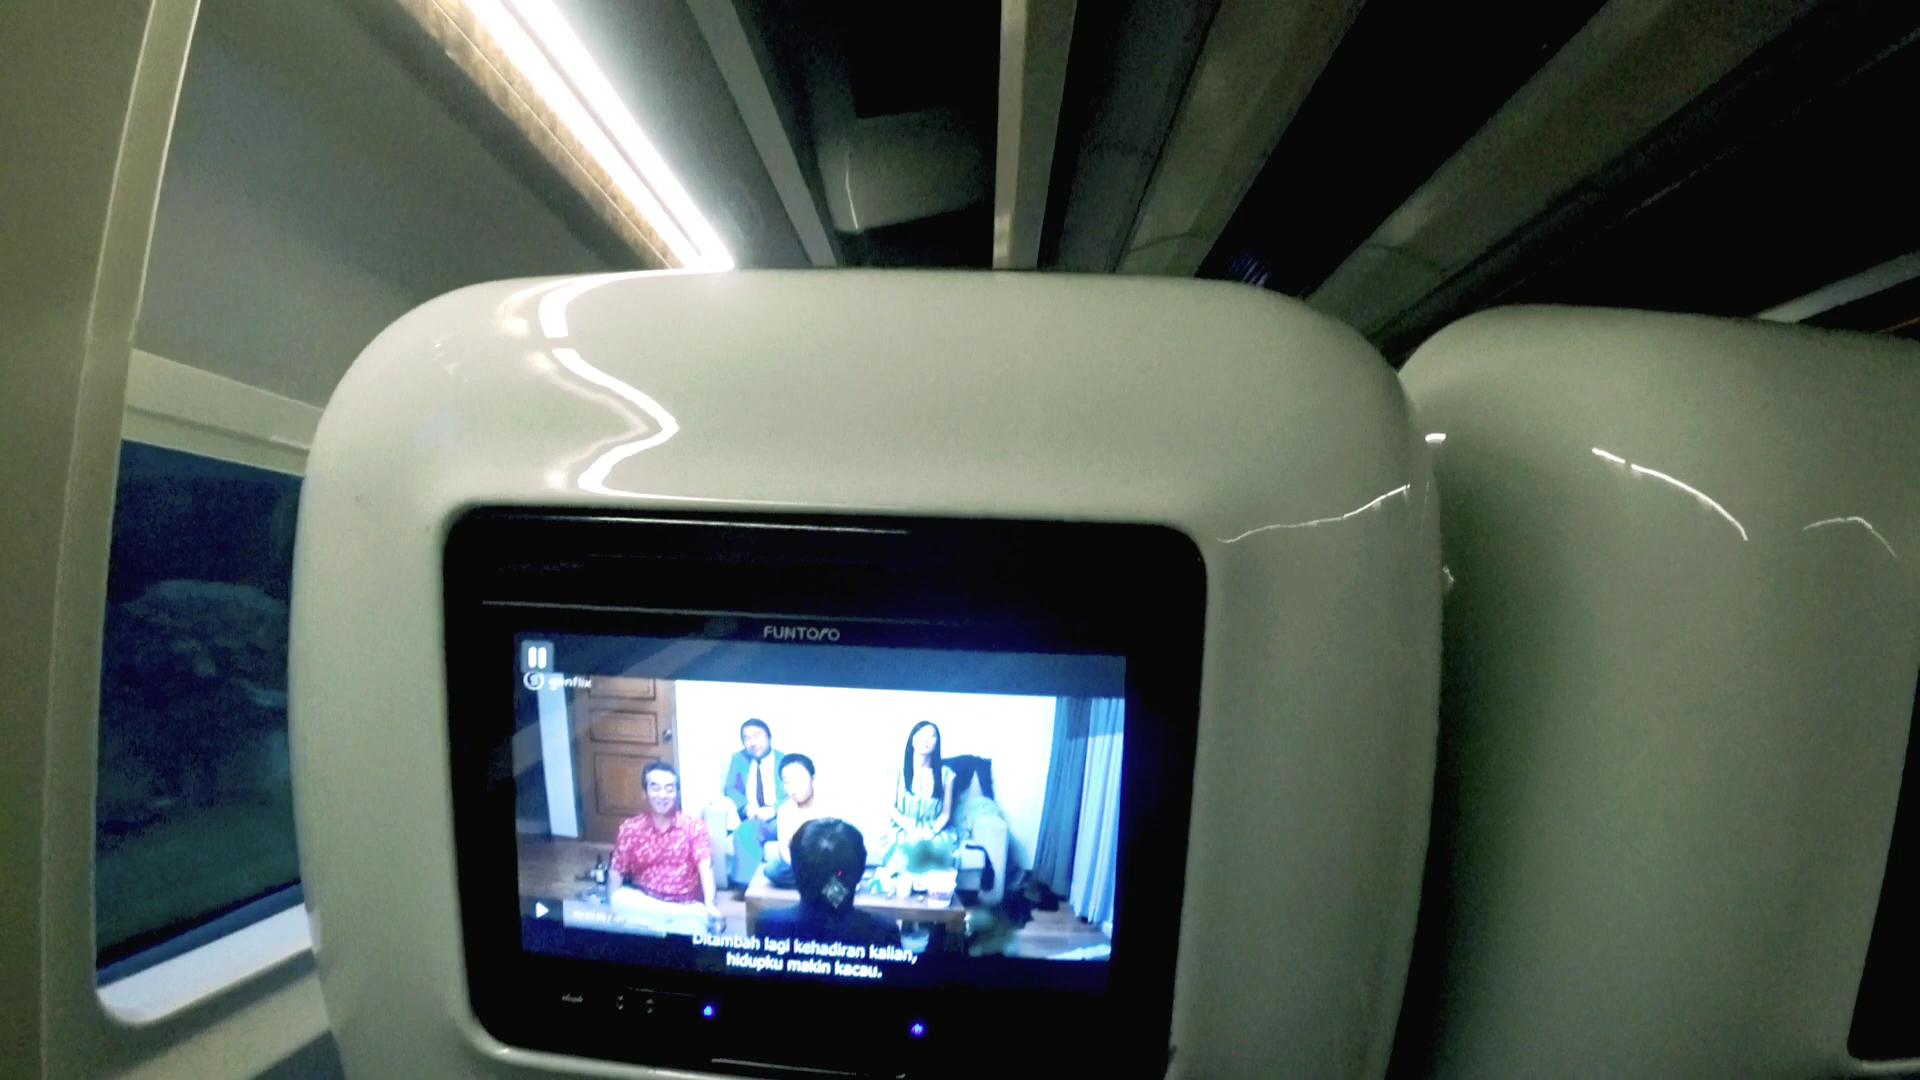 FUNTORO
genflix
Ditambah lagi kehadiran kalian,
hidupku makin kacau.